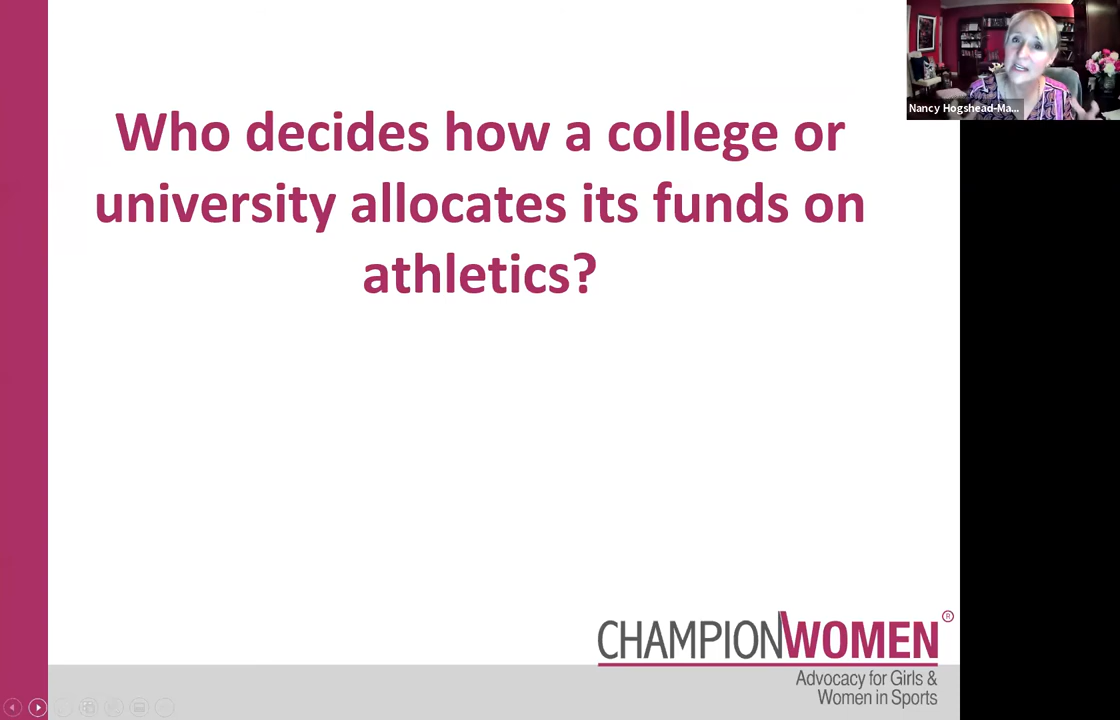 Who decides how a college or
university allocates its funds on
athletics?
Nancy Hogshead-Ma...
CHAMPIONWOMEN®
Advocacy for Girls &
Women in Sports